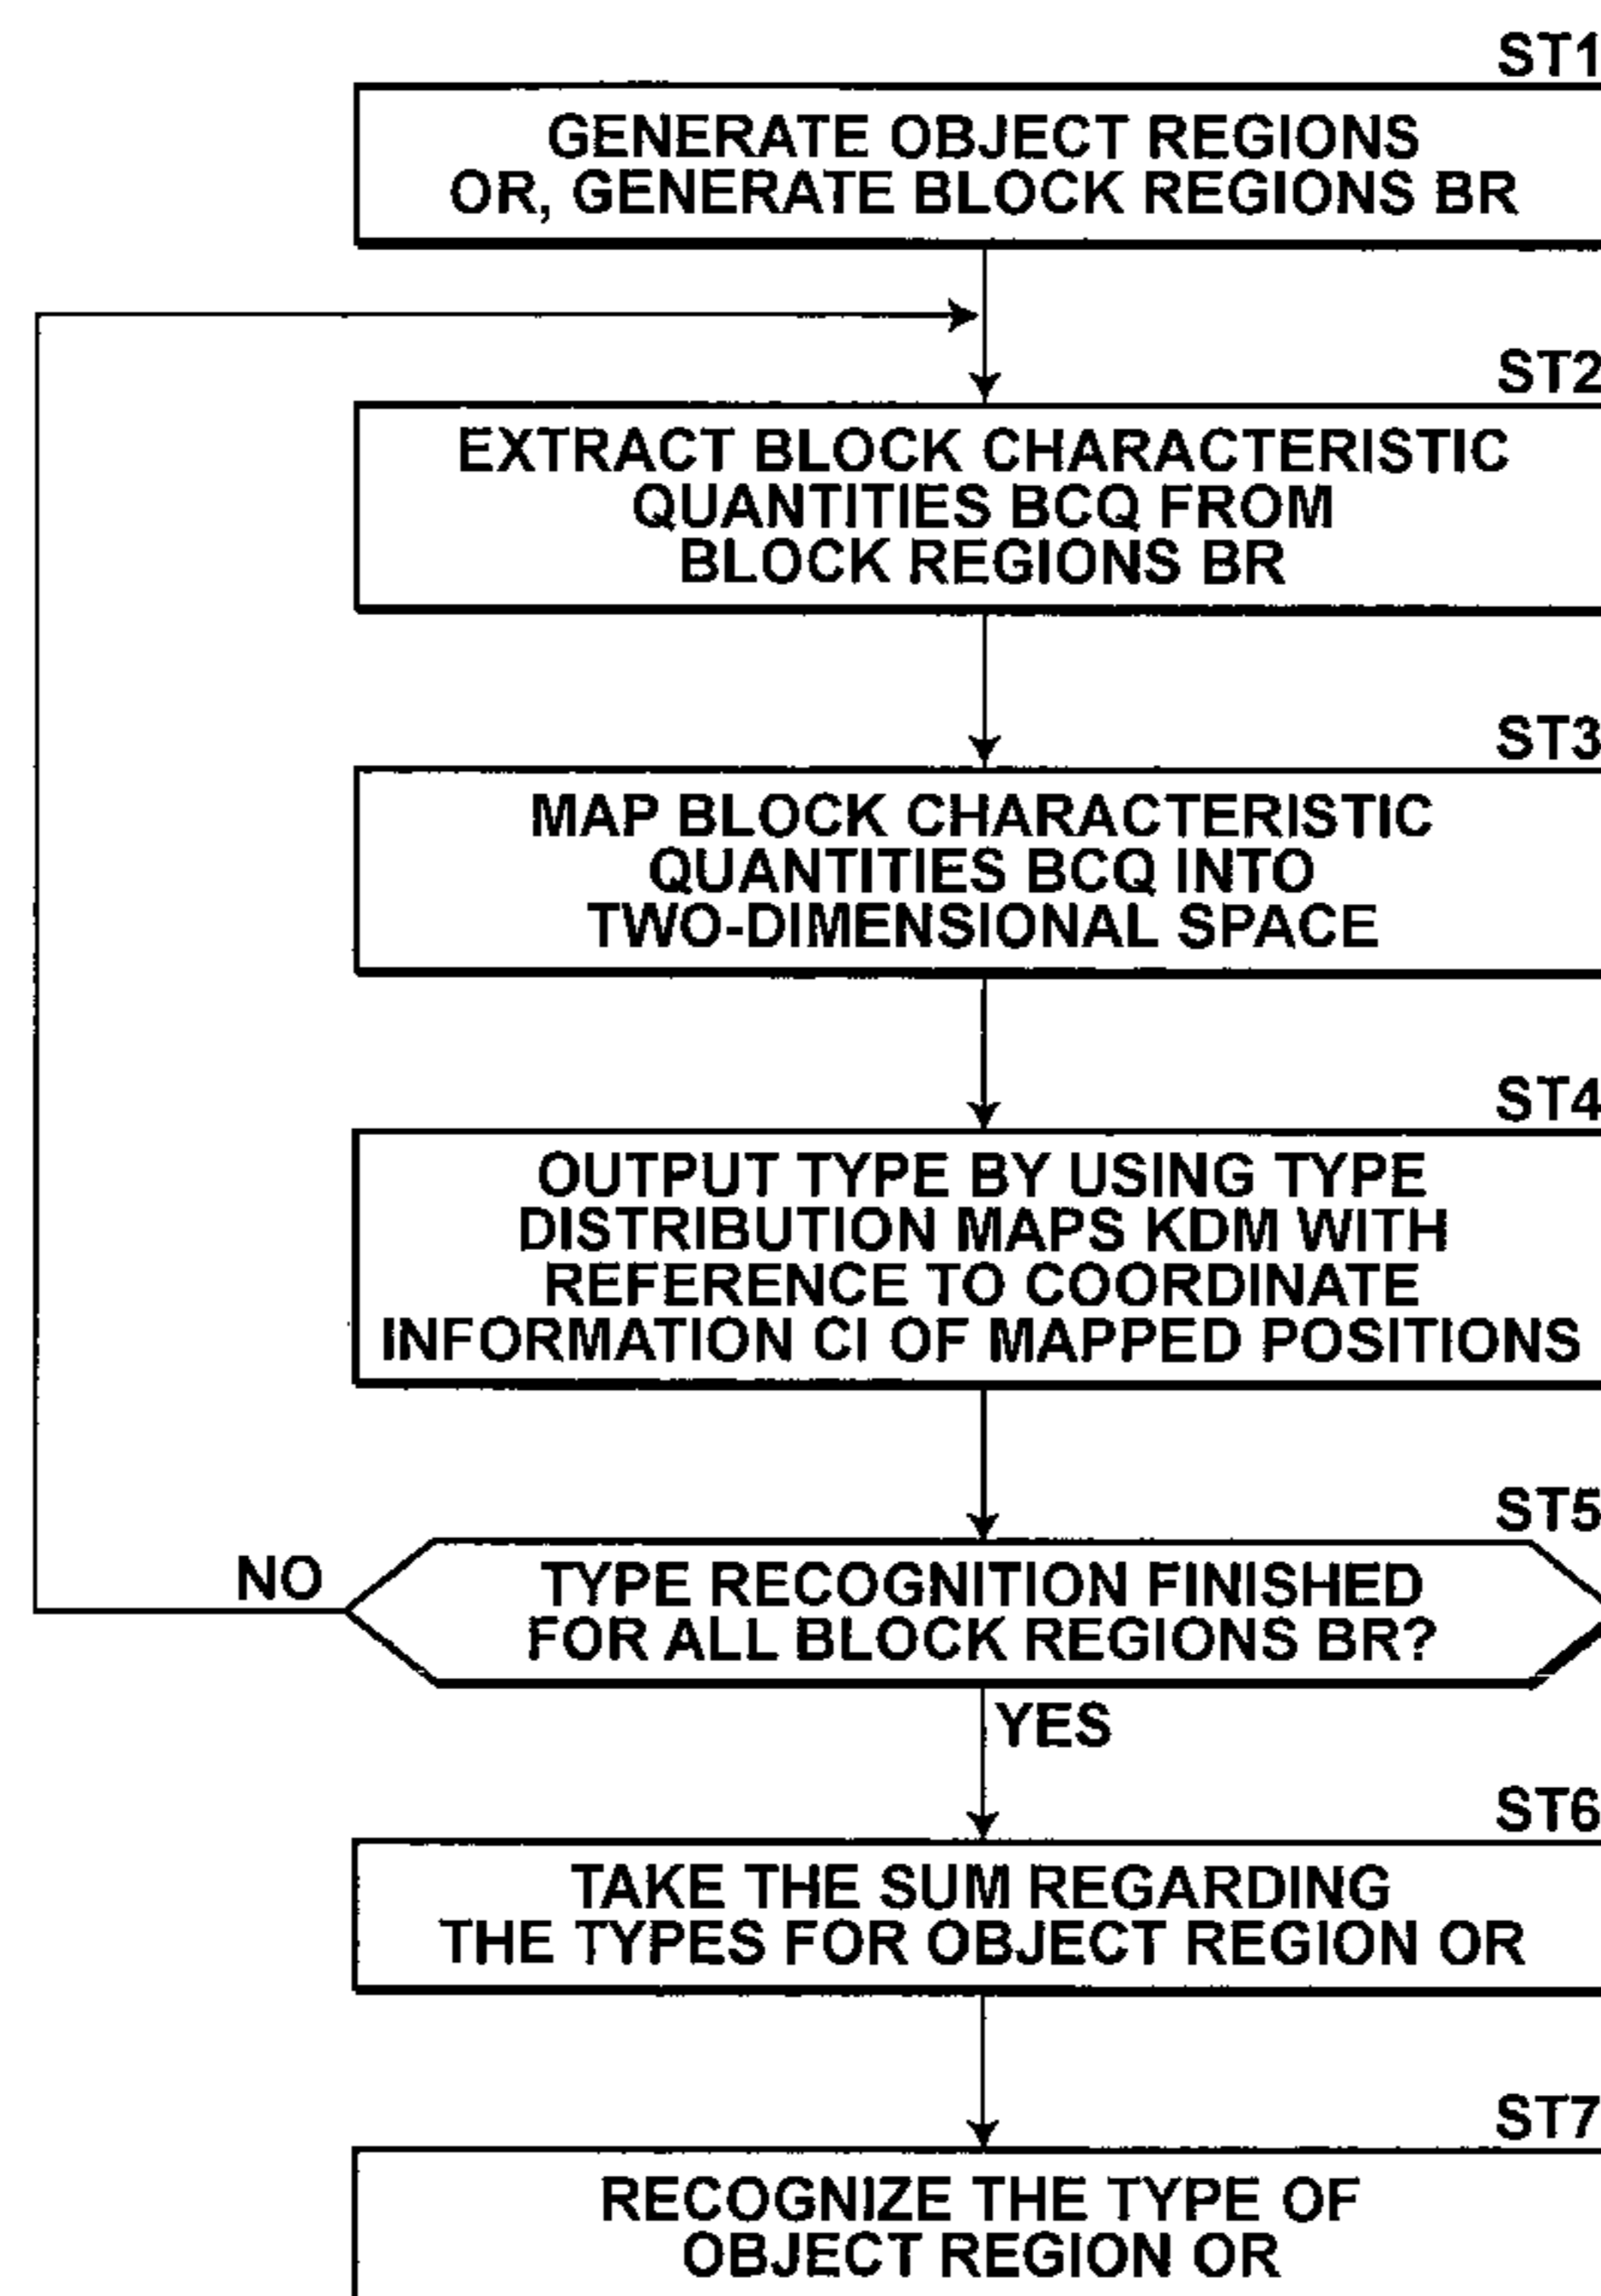 ST1
GENERATE OBJECT REGIONS
OR, GENERATE BLOCK REGIONS BR
ST2
EXTRACT BLOCK CHARACTERISTIC
QUANTITIES BCQ FROM
BLOCK REGIONS BR
ST3
MAP BLOCK CHARACTERISTIC
QUANTITIES BCQ INTO
TWO-DIMENSIONAL SPACE
ST4
OUTPUT TYPE BY USING TYPE
DISTRIBUTION MAPS KDM WITH
REFERENCE TO COORDINATE
INFORMATION CI OF MAPPED POSITIONS
ST5
NO
TYPE RECOGNITION FINISHED
FOR ALL BLOCK REGIONS BR?
YES
ST6
TAKE THE SUM REGARDING
THE TYPES FOR OBJECT REGION OR
ST7
RECOGNIZE THE TYPE OF
OBJECT REGION OR